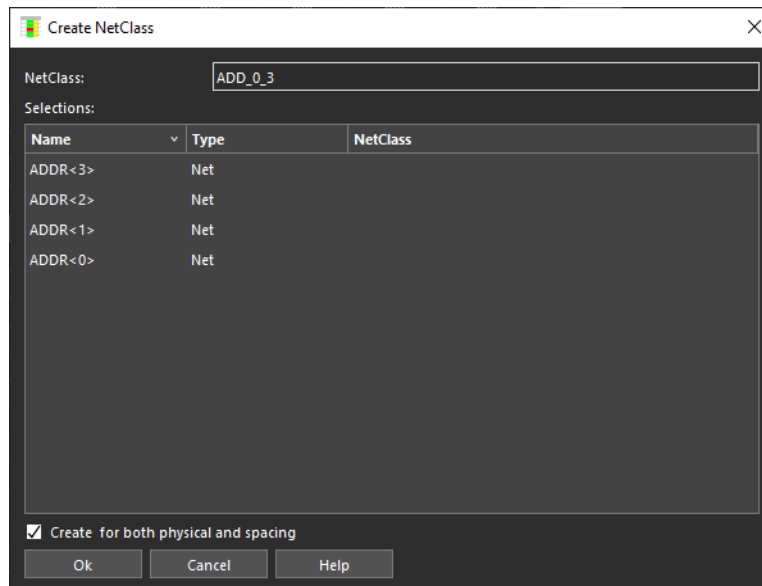 Create NetClass
NetClass: ADD_0_3
Selections:
Name Type NetClass
ADDR<3> Net
ADDR<2> Net
ADDR<1> Net
ADDR<0> Net
Create for both physical and spacing
Ok Cancel Help